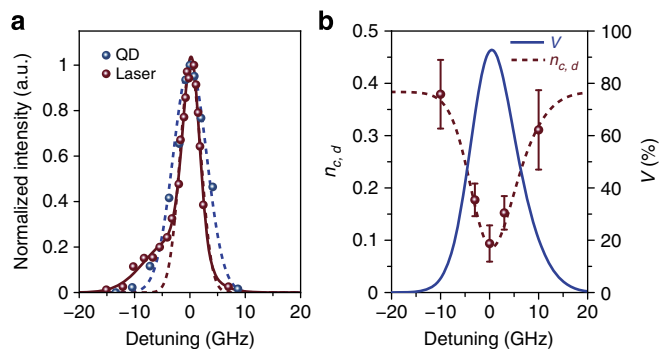 a
QD
Laser
Normalized intensity (a.u.)
1
0.8
0.6
0.4
0.2
0
−20
−10
0
10
20
Detuning (GHz)
b
V
n_{c, d}
n_{c, d}
0.5
0.4
0.3
0.2
0.1
0
−20
−10
0
10
20
Detuning (GHz)
100
80
60
40
20
0
V (%)